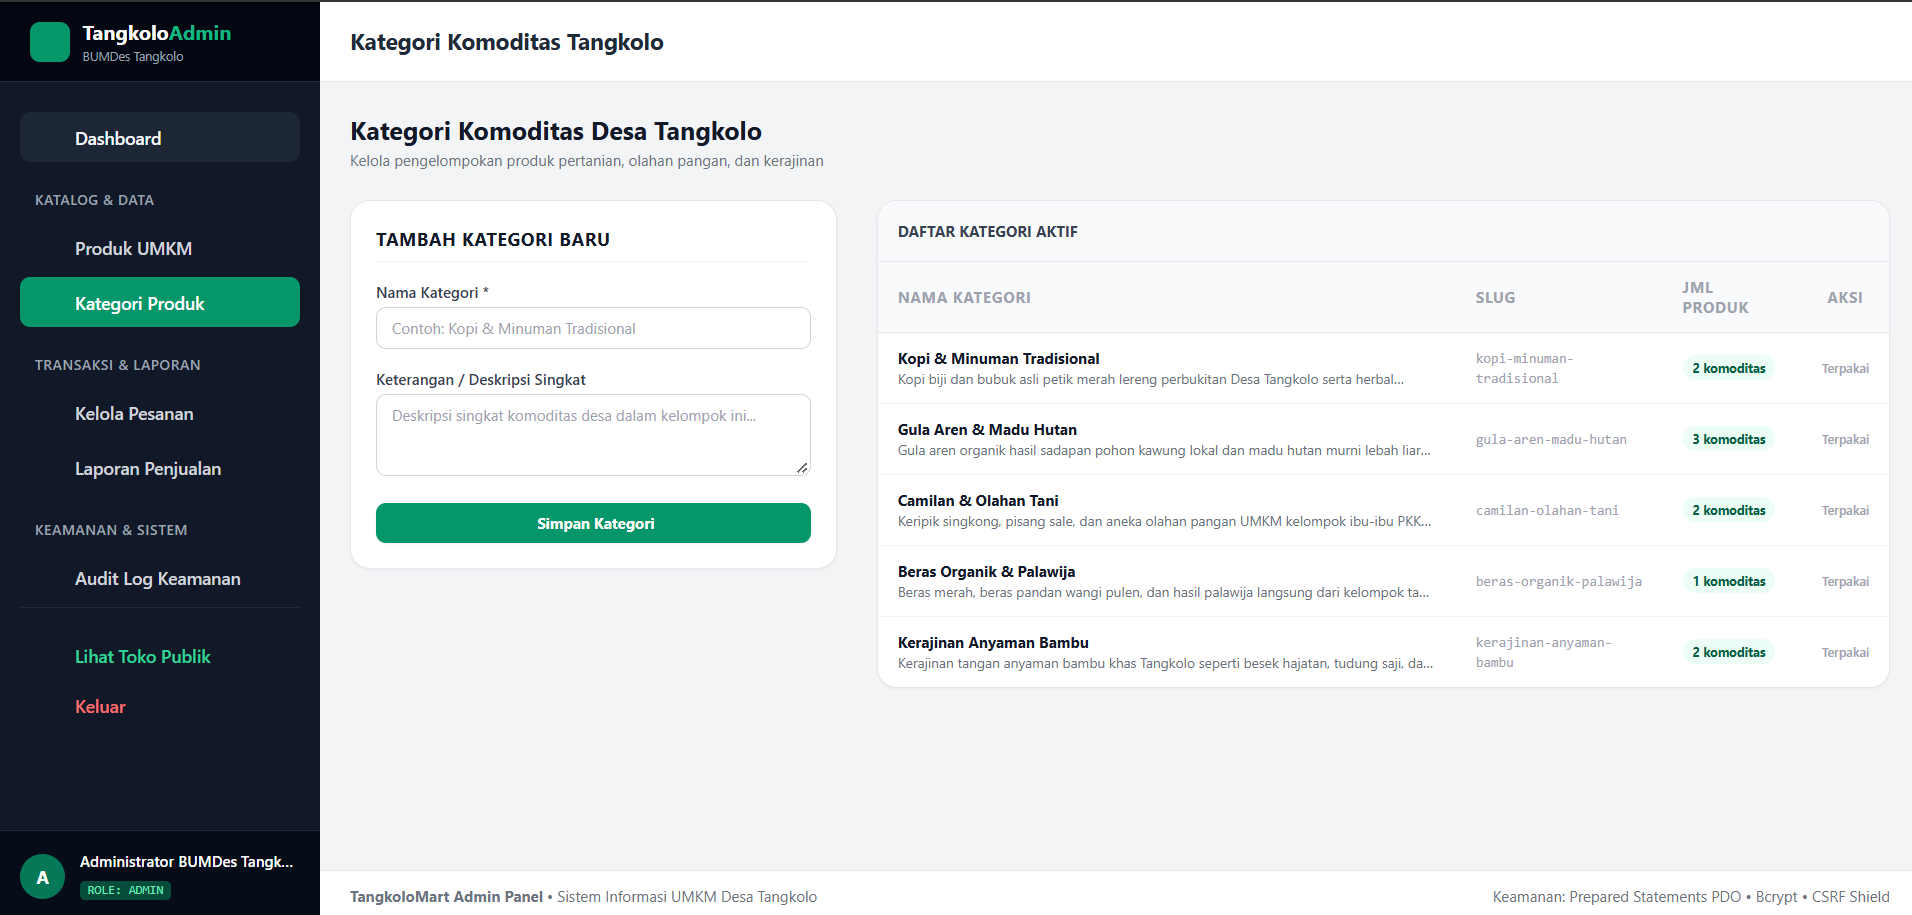 TangkoloAdmin
BUMDes Tangkolo
Dashboard
KATALOG & DATA
Produk UMKM
Kategori Produk
TRANSAKSI & LAPORAN
Kelola Pesanan
Laporan Penjualan
KEAMANAN & SISTEM
Audit Log Keamanan
Lihat Toko Publik
Keluar
A
Administrator BUMDes Tangk...
ROLE: ADMIN
Kategori Komoditas Tangkolo
Kategori Komoditas Desa Tangkolo
Kelola pengelompokan produk pertanian, olahan pangan, dan kerajinan
TAMBAH KATEGORI BARU
Nama Kategori *
Contoh: Kopi & Minuman Tradisional
Keterangan / Deskripsi Singkat
Deskripsi singkat komoditas desa dalam kelompok ini...
Simpan Kategori
DAFTAR KATEGORI AKTIF
NAMA KATEGORI
SLUG
JML
PRODUK
AKSI
Kopi & Minuman Tradisional
Kopi biji dan bubuk asli petik merah lereng perbukitan Desa Tangkolo serta herbal...
kopi-minuman-
tradisional
2 komoditas
Terpakai
Gula Aren & Madu Hutan
Gula aren organik hasil sadapan pohon kawung lokal dan madu hutan murni lebah liar...
gula-aren-madu-hutan
3 komoditas
Terpakai
Camilan & Olahan Tani
Keripik singkong, pisang sale, dan aneka olahan pangan UMKM kelompok ibu-ibu PKK...
camilan-olahan-tani
2 komoditas
Terpakai
Beras Organik & Palawija
Beras merah, beras pandan wangi pulen, dan hasil palawija langsung dari kelompok ta...
beras-organik-palawija
1 komoditas
Terpakai
Kerajinan Anyaman Bambu
Kerajinan tangan anyaman bambu khas Tangkolo seperti besek hajatan, tudung saji, da...
kerajinan-anyaman-
bambu
2 komoditas
Terpakai
TangkoloMart Admin Panel • Sistem Informasi UMKM Desa Tangkolo
Keamanan: Prepared Statements PDO • Bcrypt • CSRF Shield